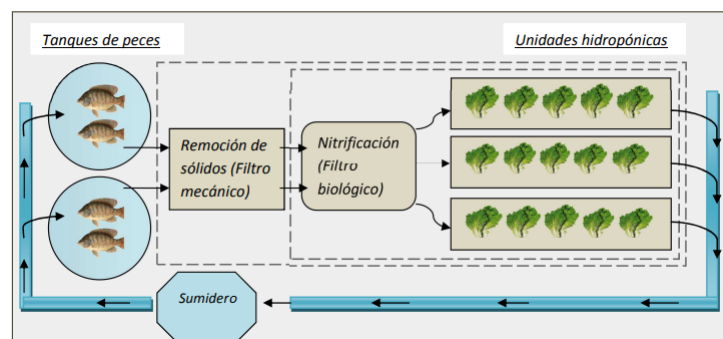 Tanques de peces
Unidades hidropónicas
Remoción de
sólidos (Filtro
mecánico)
Nitrificación
(Filtro
biológico)
Sumidero